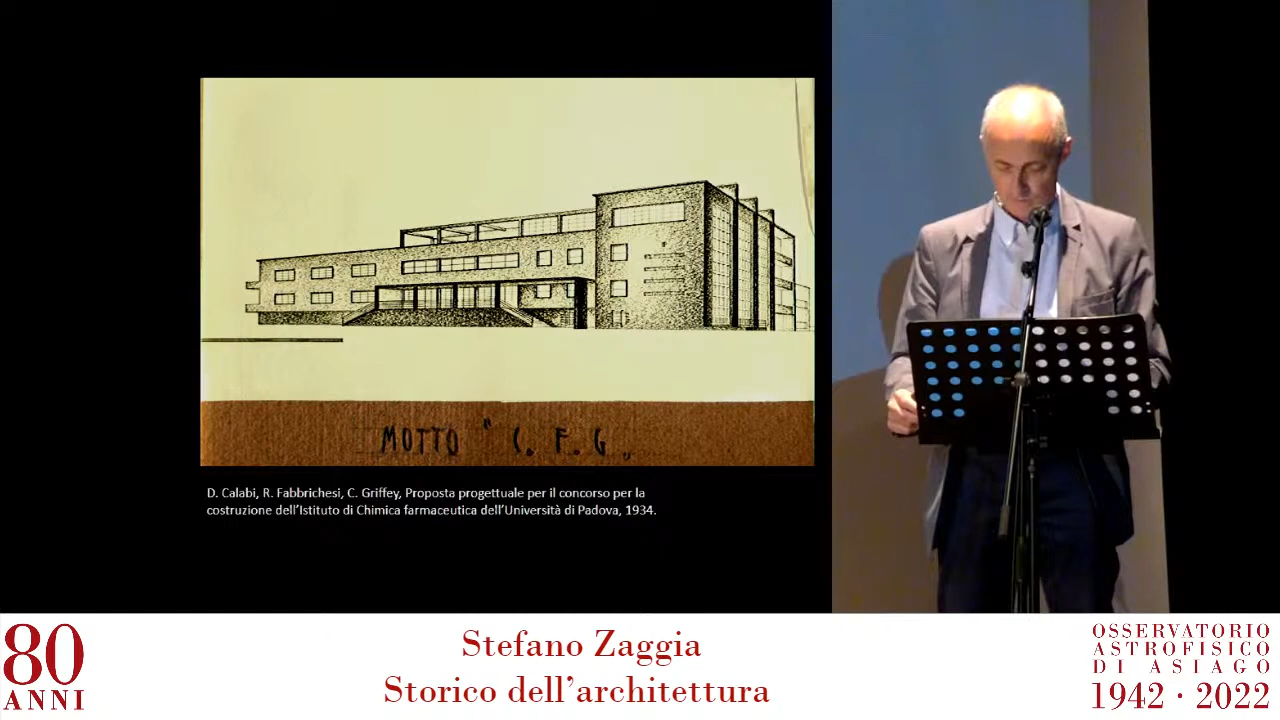 MOTTO " C. F. G „
D. Calabi, R. Fabbrichesi, C. Griffey, Proposta progettuale per il concorso per la
costruzione dell'Istituto di Chimica farmaceutica dell'Università di Padova, 1934.
80
ANNI
Stefano Zaggia
Storico dell'architettura
OSSERVATORIO
ASTROFISICO
DI ASIAGO
1942 · 2022